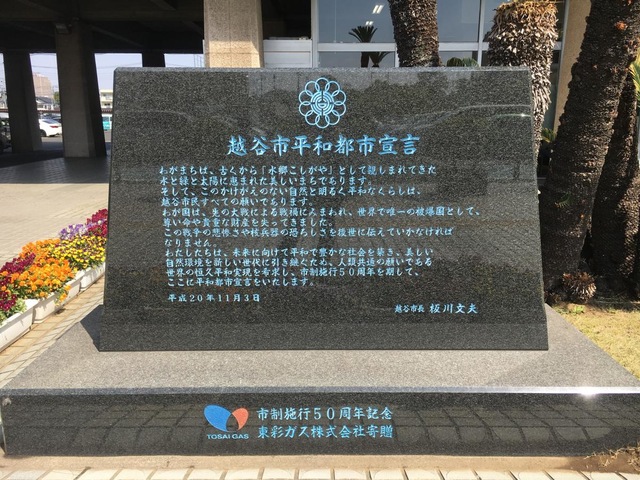 越谷市平和都市宣言
わがまちは、古くから「水郷こしがや」として親しまれてきた
水と緑と太陽に恵まれた美しいまちであります。
そして、このかけがえのない自然と明るく平和なくらしは、
越谷市民すべての願いであります。
わが国は、先の大戦による戦禍にみまわれ、世界で唯一の被爆国として、
尊い命や貴重な財産を失ってきました。
この戦争の悲惨さや核兵器の恐ろしさを後世に伝えていかなければ
なりません。
わたしたちは、未来に向けて平和で豊かな社会を築き、美しい
自然環境を新しい世代に引き継ぐため、人類共通の願いである
世界の恒久平和実現を希求し、市制施行50周年を期して、
ここに平和都市宣言をいたします。
平成20年11月3日
越谷市長 板川文夫
TOSAI GAS
市制施行50周年記念
東彩ガス株式会社寄贈